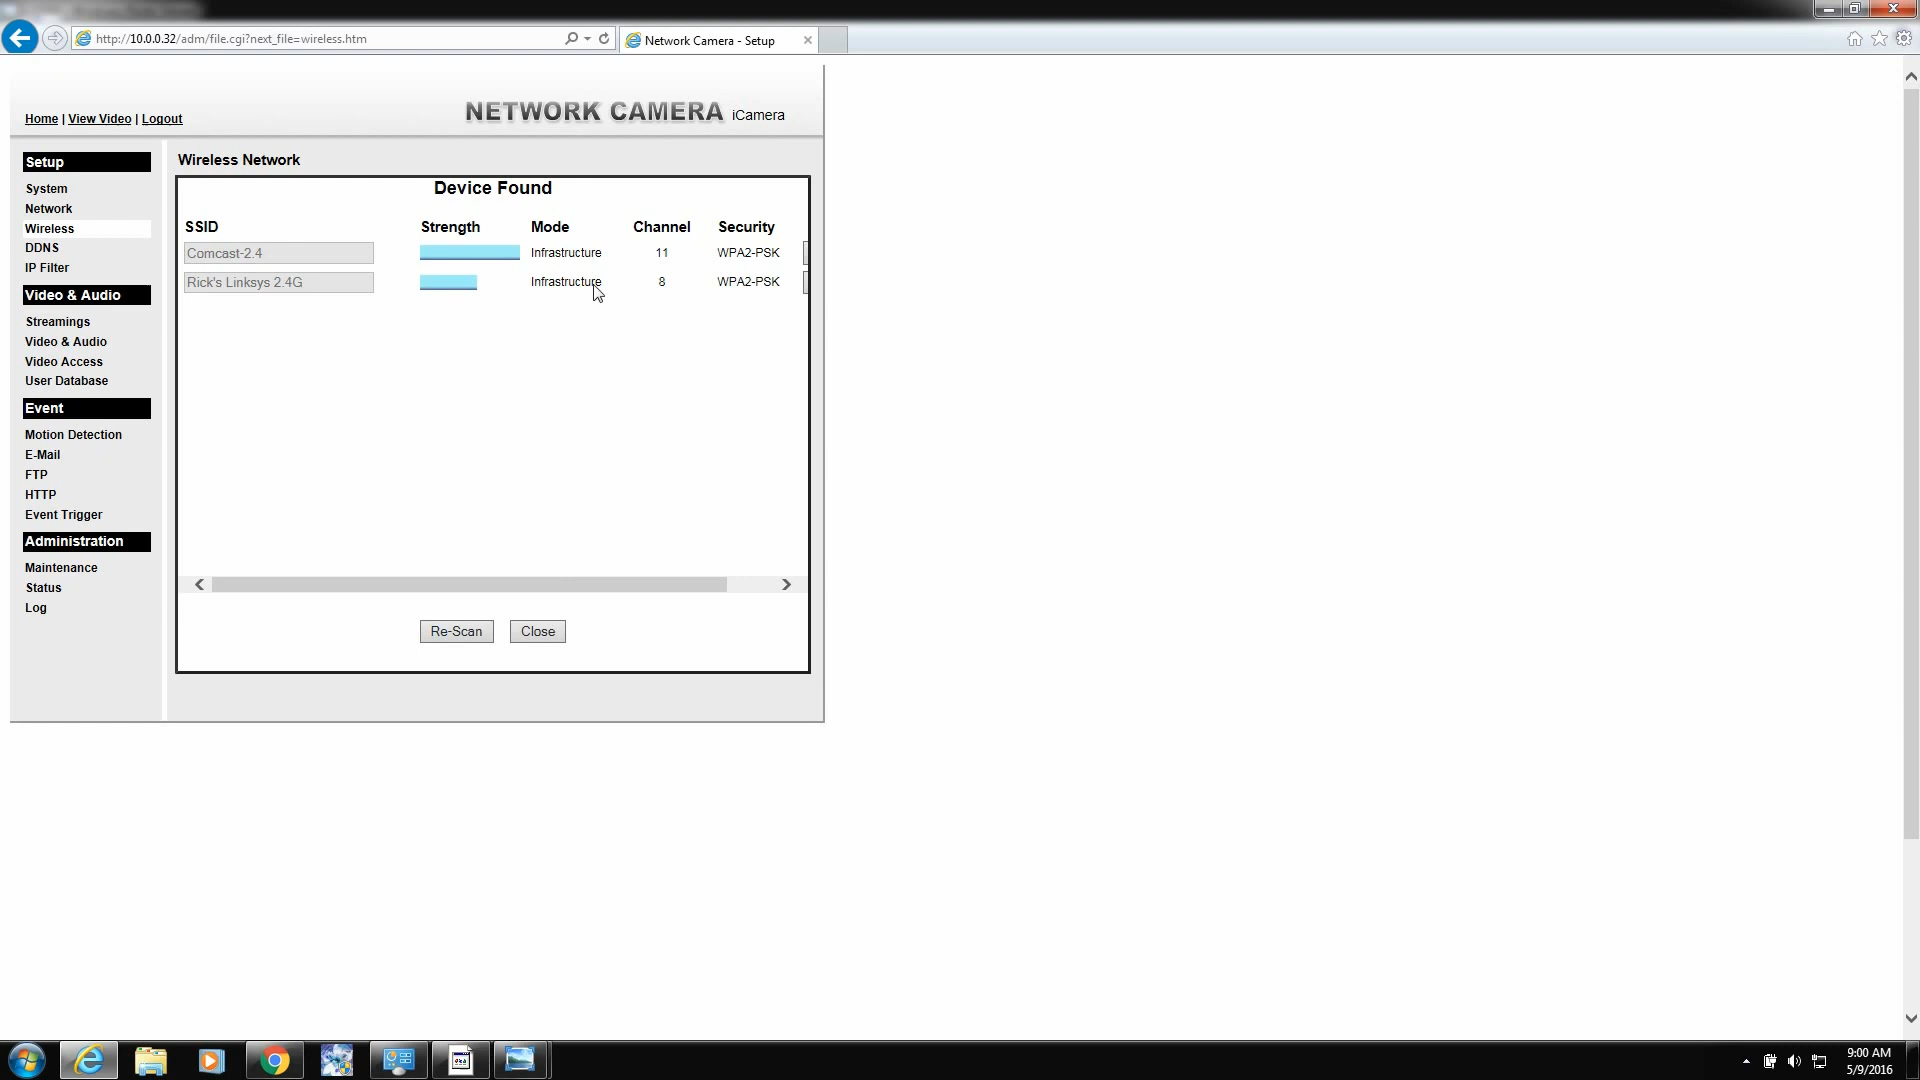 http://10.0.0.32/adm/file.cgi?next_file=wireless.htm
Network Camera - Setup
Home | View Video | Logout
NETWORK CAMERA iCamera
Setup
System
Network
Wireless
DDNS
IP Filter
Video & Audio
Streamings
Video & Audio
Video Access
User Database
Event
Motion Detection
E-Mail
FTP
HTTP
Event Trigger
Administration
Maintenance
Status
Log
Wireless Network
Device Found
SSID Strength Mode Channel Security
Comcast-2.4 Infrastructure 11 WPA2-PSK
Rick's Linksys 2.4G Infrastructure 8 WPA2-PSK
Re-Scan Close
9:00 AM
5/9/2016